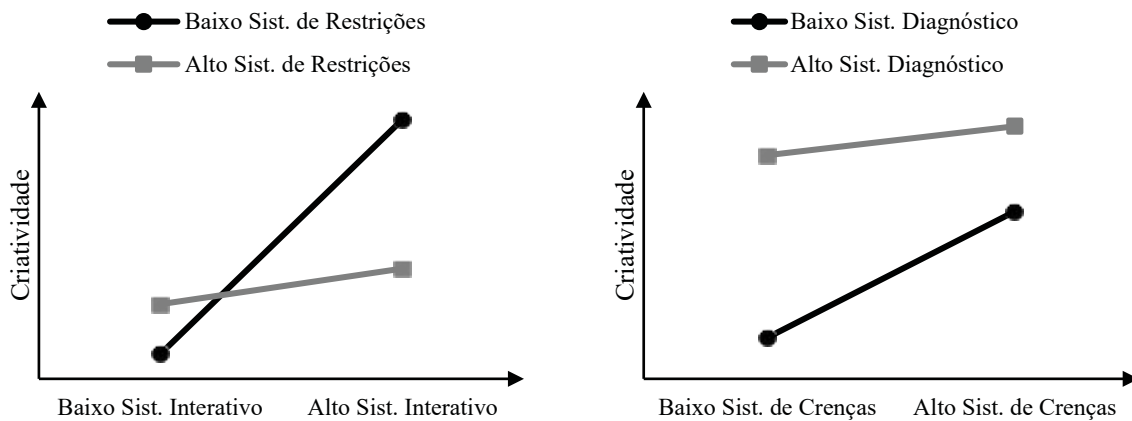 Baixo Sist. de Restrições
Alto Sist. de Restrições
Criatividade
Baixo Sist. Interativo
Alto Sist. Interativo
Baixo Sist. Diagnóstico
Alto Sist. Diagnóstico
Criatividade
Baixo Sist. de Crenças
Alto Sist. de Crenças